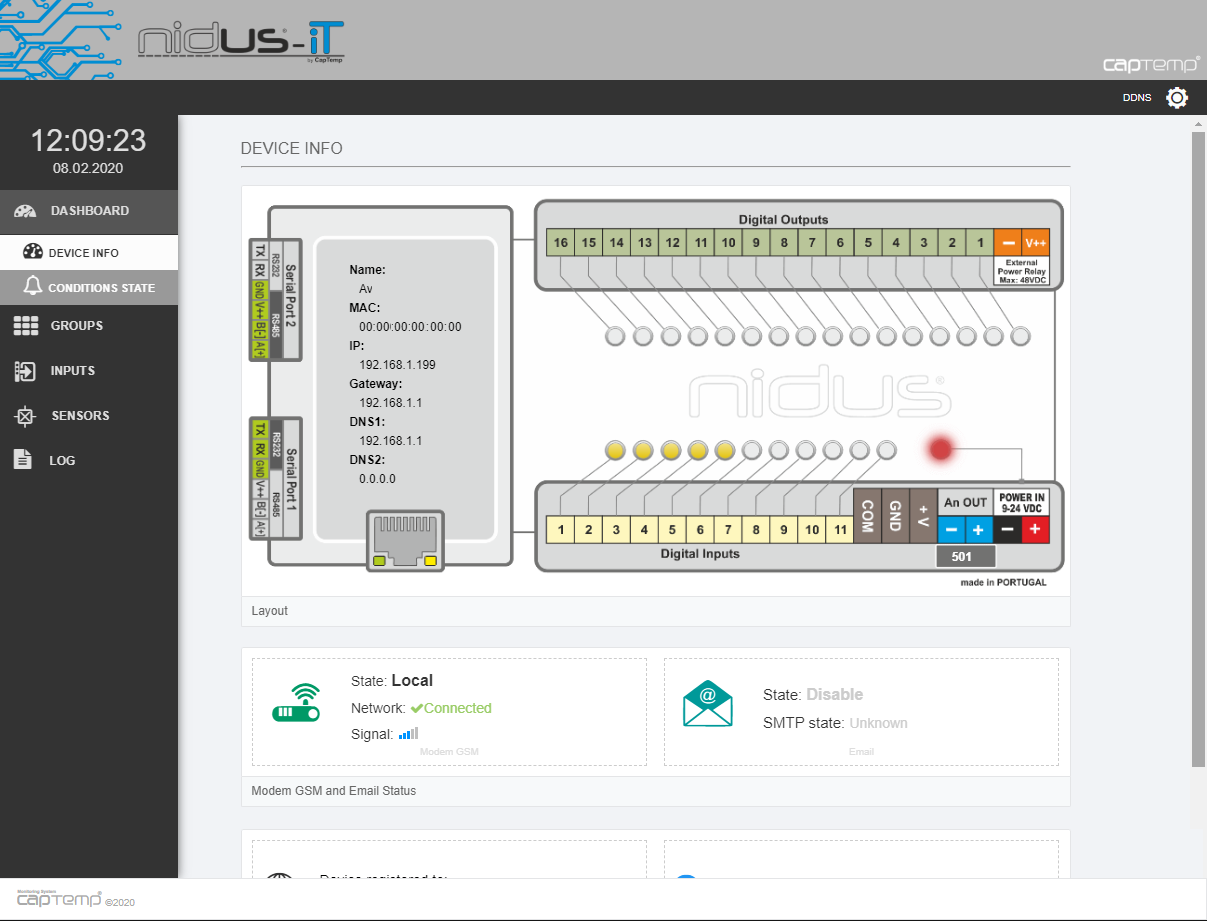 nidus-iT
by CapTemp
CAPTEMP®
DDNS
12:09:23
08.02.2020
DASHBOARD
DEVICE INFO
CONDITIONS STATE
GROUPS
INPUTS
SENSORS
LOG
DEVICE INFO
TX RX GND V++ B[-] A[+]
RS232 RS485
Serial Port 2
TX RX GND V++ B[-] A[+]
RS232 RS485
Serial Port 1
Name:
Av
MAC:
00:00:00:00:00:00
IP:
192.168.1.199
Gateway:
192.168.1.1
DNS1:
192.168.1.1
DNS2:
0.0.0.0
Digital Outputs
16 15 14 13 12 11 10 9 8 7 6 5 4 3 2 1 − V++
External
Power Relay
Max: 48VDC
nidus®
1 2 3 4 5 6 7 8 9 10 11 COM GND + V
An OUT
− +
501
POWER IN
9-24 VDC
− +
Digital Inputs
made in PORTUGAL
Layout
State: Local
Network: Connected
Signal:
Modem GSM
@
State: Disable
SMTP state: Unknown
Email
Modem GSM and Email Status
Device registered to:
Monitoring System
CAPTEMP®
©2020